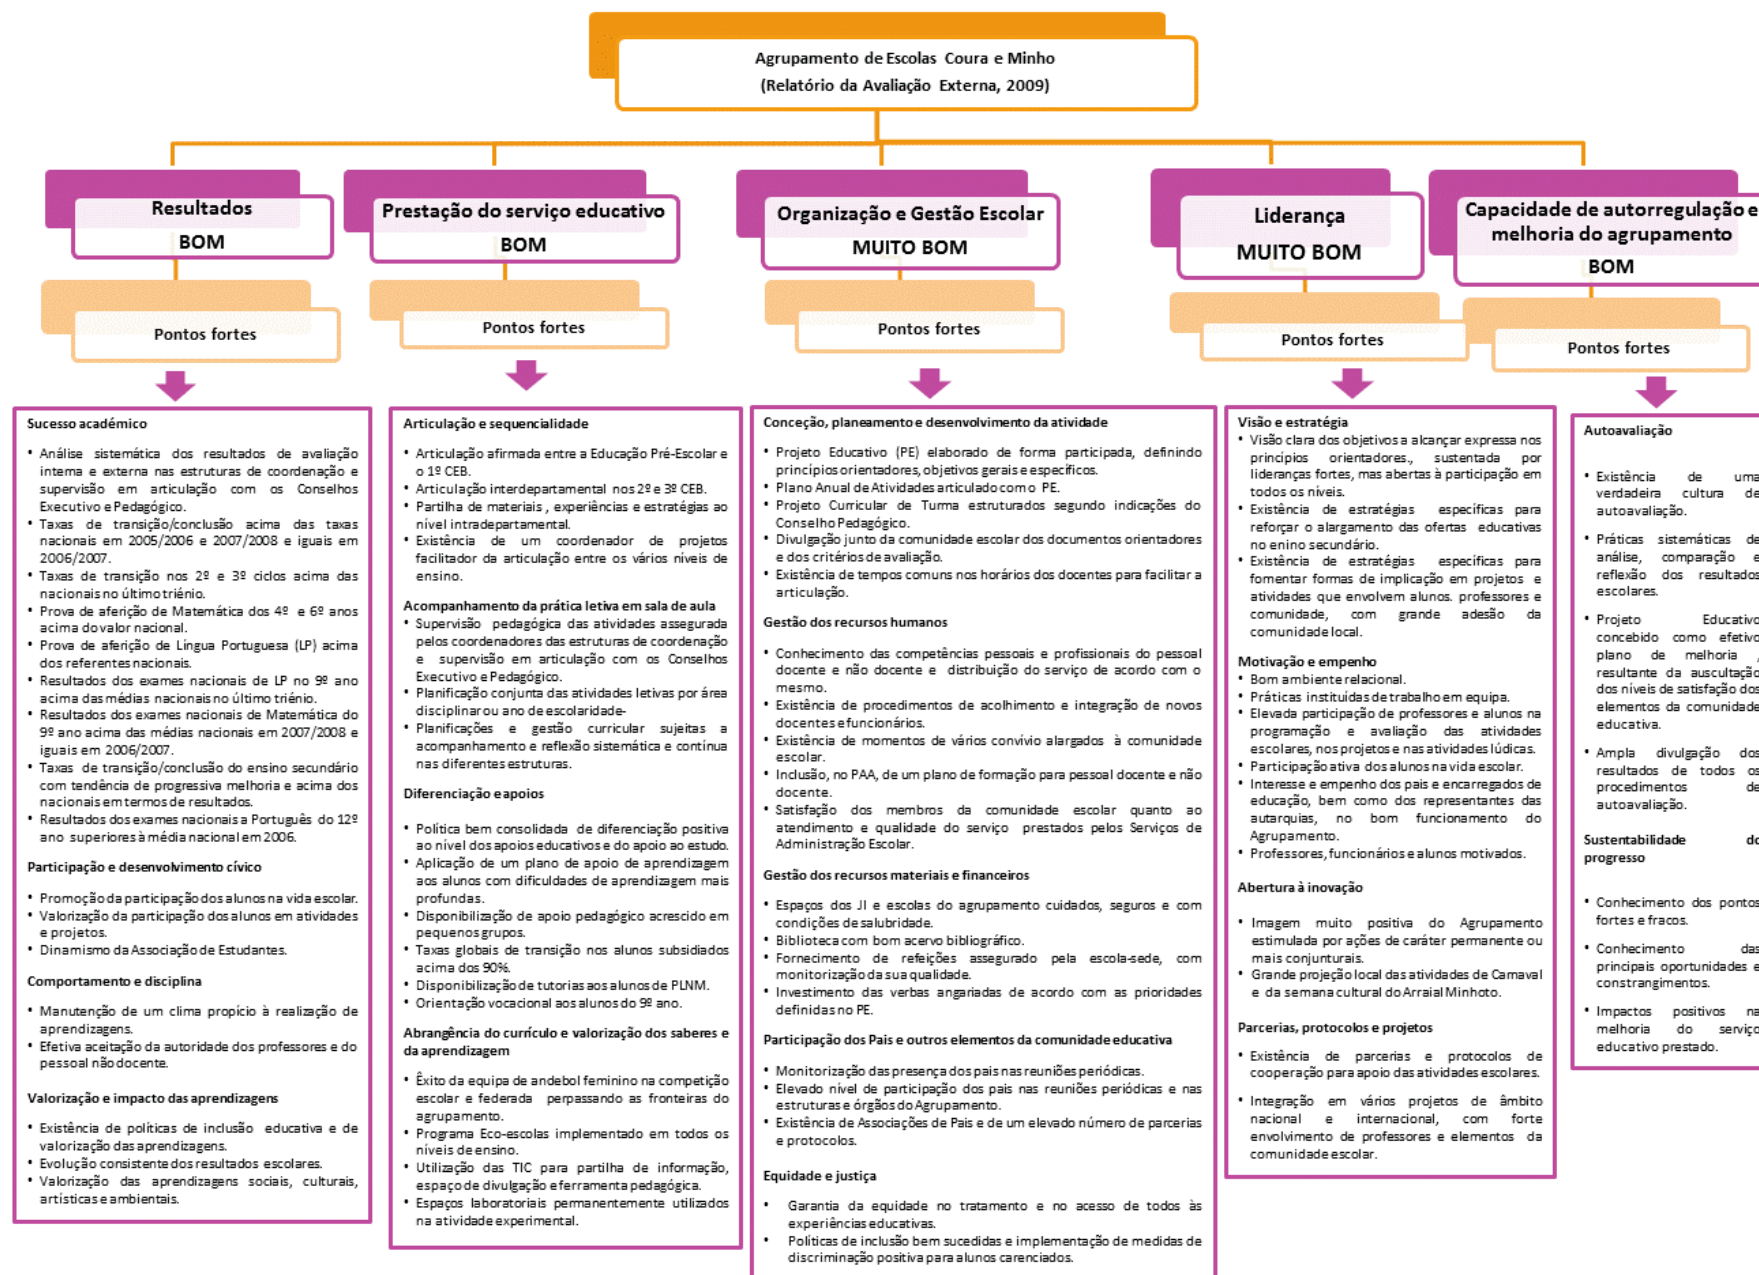 Agrupamento de Escolas Coura e Minho
(Relatório da Avaliação Externa, 2009)
Resultados
BOM
Prestação do serviço educativo
BOM
Organização e Gestão Escolar
MUITO BOM
Liderança
MUITO BOM
Capacidade de autorregulação e
melhoria do agrupamento
BOM
Pontos fortes
Pontos fortes
Pontos fortes
Pontos fortes
Pontos fortes
Sucesso académico
• Análise sistemática dos resultados de avaliação
interna e externa nas estruturas de coordenação e
supervisão em articulação com os Conselhos
Executivo e Pedagógico.
• Taxas de transição/conclusão acima das taxas
nacionais em 2005/2006 e 2007/2008 e iguais em
2006/2007.
• Taxas de transição nos 2º e 3º ciclos acima das
nacionais no último triénio.
• Prova de aferição de Matemática dos 4º e 6º anos
acima do valor nacional.
• Prova de aferição de Língua Portuguesa (LP) acima
dos referentes nacionais.
• Resultados dos exames nacionais de LP no 9º ano
acima das médias nacionais no último triénio.
• Resultados dos exames nacionais de Matemática do
9º ano acima das médias nacionais em 2007/2008 e
iguais em 2006/2007.
• Taxas de transição/conclusão do ensino secundário
com tendência de progressiva melhoria e acima dos
nacionais em termos de resultados.
• Resultados dos exames nacionais a Português do 12º
ano superiores à média nacional em 2006.
Participação e desenvolvimento cívico
• Promoção da participação dos alunos na vida escolar.
• Valorização da participação dos alunos em atividades
e projetos.
• Dinamismo da Associação de Estudantes.
Comportamento e disciplina
• Manutenção de um clima propício à realização de
aprendizagens.
• Efetiva aceitação da autoridade dos professores e do
pessoal não docente.
Valorização e impacto das aprendizagens
• Existência de políticas de inclusão educativa e de
valorização das aprendizagens.
• Evolução consistente dos resultados escolares.
• Valorização das aprendizagens sociais, culturais,
artísticas e ambientais.
Articulação e sequencialidade
• Articulação afirmada entre a Educação Pré-Escolar e
o 1º CEB.
• Articulação interdepartamental nos 2º e 3º CEB.
• Partilha de materiais , experiências e estratégias ao
nível intradepartamental.
• Existência de um coordenador de projetos
facilitador da articulação entre os vários níveis de
ensino.
Acompanhamento da prática letiva em sala de aula
• Supervisão pedagógica das atividades assegurada
pelos coordenadores das estruturas de coordenação
e supervisão em articulação com os Conselhos
Executivo e Pedagógico.
• Planificação conjunta das atividades letivas por área
disciplinar ou ano de escolaridade-
• Planificações e gestão curricular sujeitas a
acompanhamento e reflexão sistemática e contínua
nas diferentes estruturas.
Diferenciação e apoios
• Política bem consolidada de diferenciação positiva
ao nível dos apoios educativos e do apoio ao estudo.
• Aplicação de um plano de apoio de aprendizagem
aos alunos com dificuldades de aprendizagem mais
profundas.
• Disponibilização de apoio pedagógico acrescido em
pequenos grupos.
• Taxas globais de transição nos alunos subsidiados
acima dos 90%.
• Disponibilização de tutorias aos alunos de PLNM.
• Orientação vocacional aos alunos do 9º ano.
Abrangência do currículo e valorização dos saberes e
da aprendizagem
• Êxito da equipa de andebol feminino na competição
escolar e federada perpassando as fronteiras do
agrupamento.
• Programa Eco-escolas implementado em todos os
níveis de ensino.
• Utilização das TIC para partilha de informação,
espaço de divulgação e ferramenta pedagógica.
• Espaços laboratoriais permanentemente utilizados
na atividade experimental.
Conceção, planeamento e desenvolvimento da atividade
• Projeto Educativo (PE) elaborado de forma participada, definindo
princípios orientadores, objetivos gerais e específicos.
• Plano Anual de Atividades articulado com o PE.
• Projeto Curricular de Turma estruturados segundo indicações do
Conselho Pedagógico.
• Divulgação junto da comunidade escolar dos documentos orientadores
e dos critérios de avaliação.
• Existência de tempos comuns nos horários dos docentes para facilitar a
articulação.
Gestão dos recursos humanos
• Conhecimento das competências pessoais e profissionais do pessoal
docente e não docente e distribuição do serviço de acordo com o
mesmo.
• Existência de procedimentos de acolhimento e integração de novos
docentes e funcionários.
• Existência de momentos de vários convívio alargados à comunidade
escolar.
• Inclusão, no PAA, de um plano de formação para pessoal docente e não
docente.
• Satisfação dos membros da comunidade escolar quanto ao
atendimento e qualidade do serviço prestados pelos Serviços de
Administração Escolar.
Gestão dos recursos materiais e financeiros
• Espaços dos JI e escolas do agrupamento cuidados, seguros e com
condições de salubridade.
• Biblioteca com bom acervo bibliográfico.
• Fornecimento de refeições assegurado pela escola-sede, com
monitorização da sua qualidade.
• Investimento das verbas angariadas de acordo com as prioridades
definidas no PE.
Participação dos Pais e outros elementos da comunidade educativa
• Monitorização das presença dos pais nas reuniões periódicas.
• Elevado nível de participação dos pais nas reuniões periódicas e nas
estruturas e órgãos do Agrupamento.
• Existência de Associações de Pais e de um elevado número de parcerias
e protocolos.
Equidade e justiça
• Garantia da equidade no tratamento e no acesso de todos às
experiências educativas.
• Políticas de inclusão bem sucedidas e implementação de medidas de
discriminação positiva para alunos carenciados.
Visão e estratégia
• Visão clara dos objetivos a alcançar expressa nos
princípios orientadores., sustentada por
lideranças fortes, mas abertas à participação em
todos os níveis.
• Existência de estratégias especificas para
reforçar o alargamento das ofertas educativas
no enino secundário.
• Existência de estratégias especificas para
fomentar formas de implicação em projetos e
atividades que envolvem alunos. professores e
comunidade, com grande adesão da
comunidade local.
Motivação e empenho
• Bom ambiente relacional.
• Práticas instituídas de trabalho em equipa.
• Elevada participação de professores e alunos na
programação e avaliação das atividades
escolares, nos projetos e nas atividades lúdicas.
• Participação ativa dos alunos na vida escolar.
• Interesse e empenho dos pais e encarregados de
educação, bem como dos representantes das
autarquias, no bom funcionamento do
Agrupamento.
• Professores, funcionários e alunos motivados.
Abertura à inovação
• Imagem muito positiva do Agrupamento
estimulada por ações de caráter permanente ou
mais conjunturais.
• Grande projeção local das atividades de Carnaval
e da semana cultural do Arraial Minhoto.
Parcerias, protocolos e projetos
• Existência de parcerias e protocolos de
cooperação para apoio das atividades escolares.
• Integração em vários projetos de âmbito
nacional e internacional, com forte
envolvimento de professores e elementos da
comunidade escolar.
Autoavaliação
• Existência de uma
verdadeira cultura de
autoavaliação.
• Práticas sistemáticas de
análise, comparação e
reflexão dos resultados
escolares.
• Projeto Educativo
concebido como efetivo
plano de melhoria ,
resultante da auscultação
dos níveis de satisfação dos
elementos da comunidade
educativa.
• Ampla divulgação dos
resultados de todos os
procedimentos de
autoavaliação.
Sustentabilidade do
progresso
• Conhecimento dos pontos
fortes e fracos.
• Conhecimento das
principais oportunidades e
constrangimentos.
• Impactos positivos na
melhoria do serviço
educativo prestado.